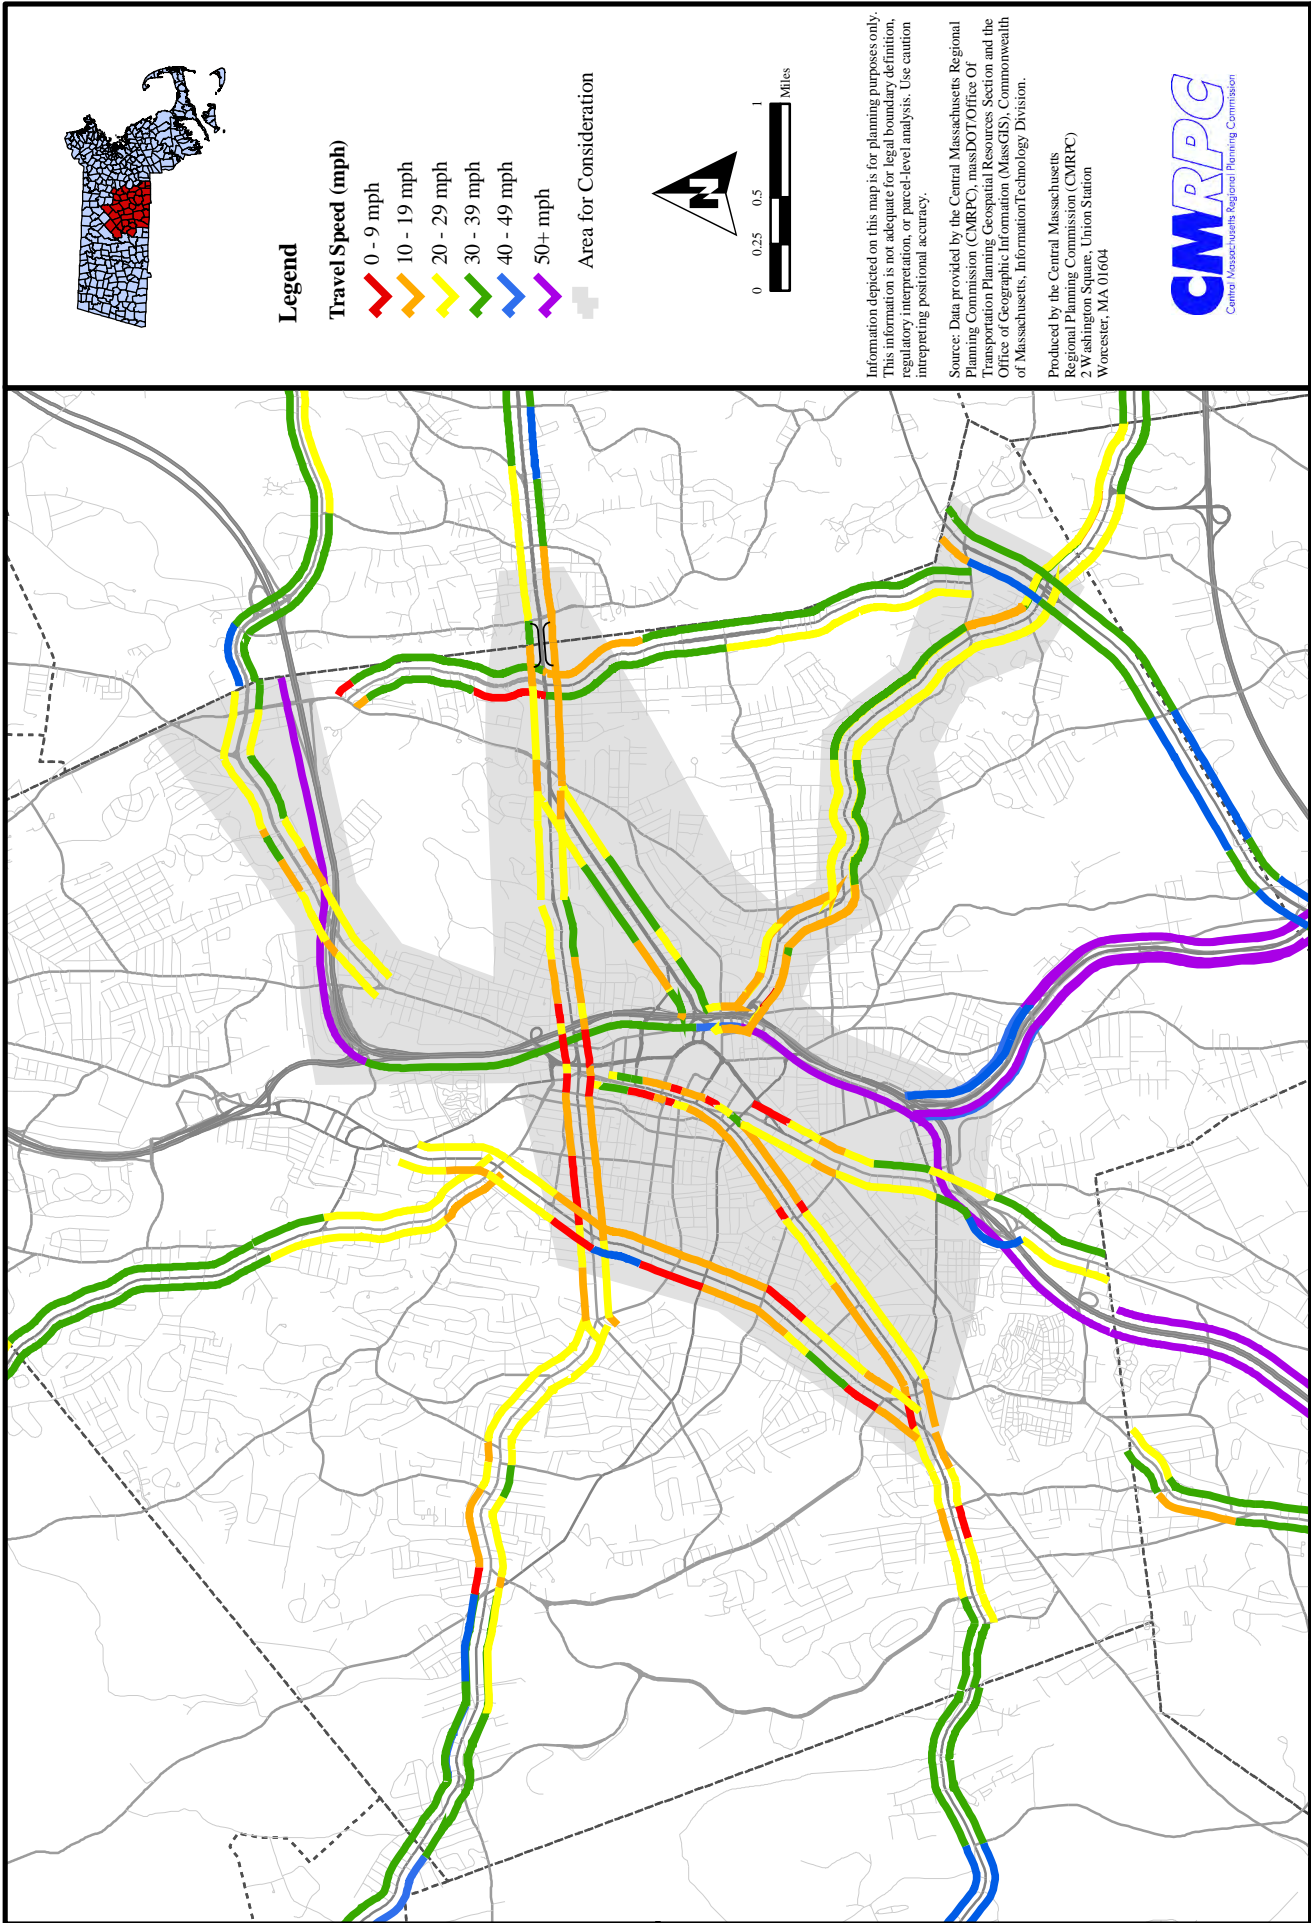 Legend
Travel Speed (mph)
0 - 9 mph
10 - 19 mph
20 - 29 mph
30 - 39 mph
40 - 49 mph
50+ mph
Area for Consideration
N
0 0.25 0.5 1
Miles
Information depicted on this map is for planning purposes only.
This information is not adequate for legal boundary definition,
regulatory interpretation, or parcel-level analysis. Use caution
intrepreting positional accuracy.
Source: Data provided by the Central Massachusetts Regional
Planning Commission (CMRPC), massDOT/Office Of
Transportation Planning Geospatial Resources Section and the
Office of Geographic Information (MassGIS), Commonwealth
of Massachusetts, InformationTechnology Division.
Produced by the Central Massachusetts
Regional Planning Commission (CMRPC)
2 Washington Square, Union Station
Worcester, MA 01604
CMRPC
Central Massachusetts Regional Planning Commission